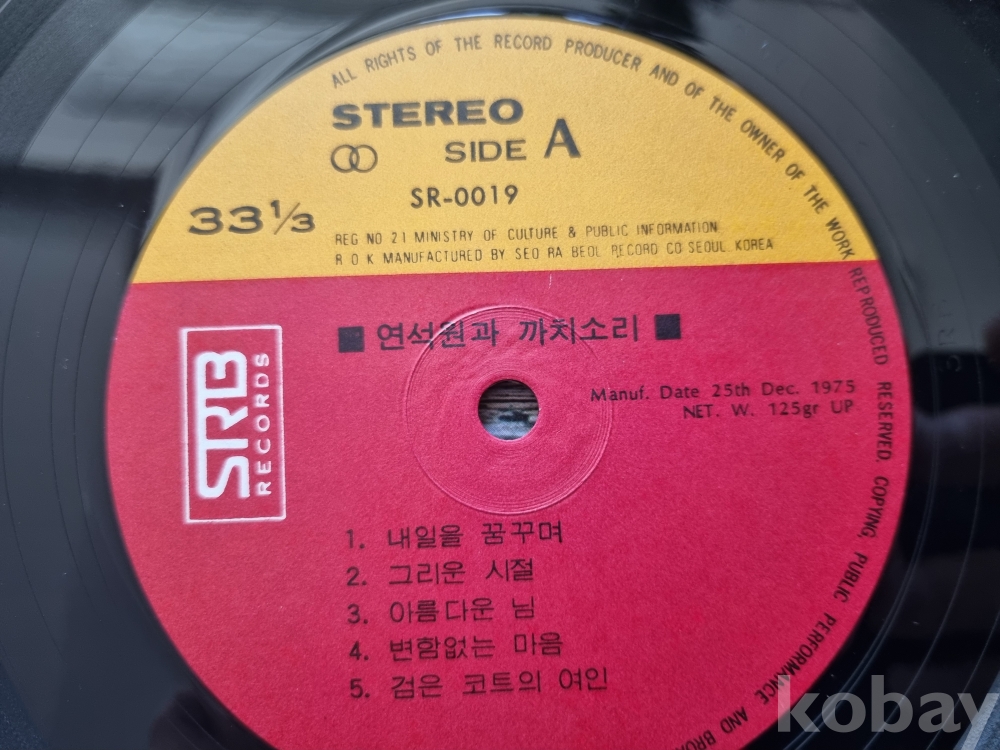 ALL RIGHTS OF THE RECORD PRODUCER AND OF THE OWNER OF THE WORK REPRODUCED RESERVED. COPYING, PUBLIC PERFORMANCE AND
STEREO
SIDE A
SR-0019
33 1/3
REG NO 21 MINISTRY OF CULTURE & PUBLIC INFORMATION
R O K MANUFACTURED BY SEO RA BEOL RECORD CO SEOUL KOREA
■ 연석원과 까치소리 ■
SRB
RECORDS
Manuf. Date 25th Dec. 1975
NET. W. 125gr UP
1. 내일을 꿈꾸며
2. 그리운 시절
3. 아름다운 님
4. 변함없는 마음
5. 검은 코트의 여인
kobay